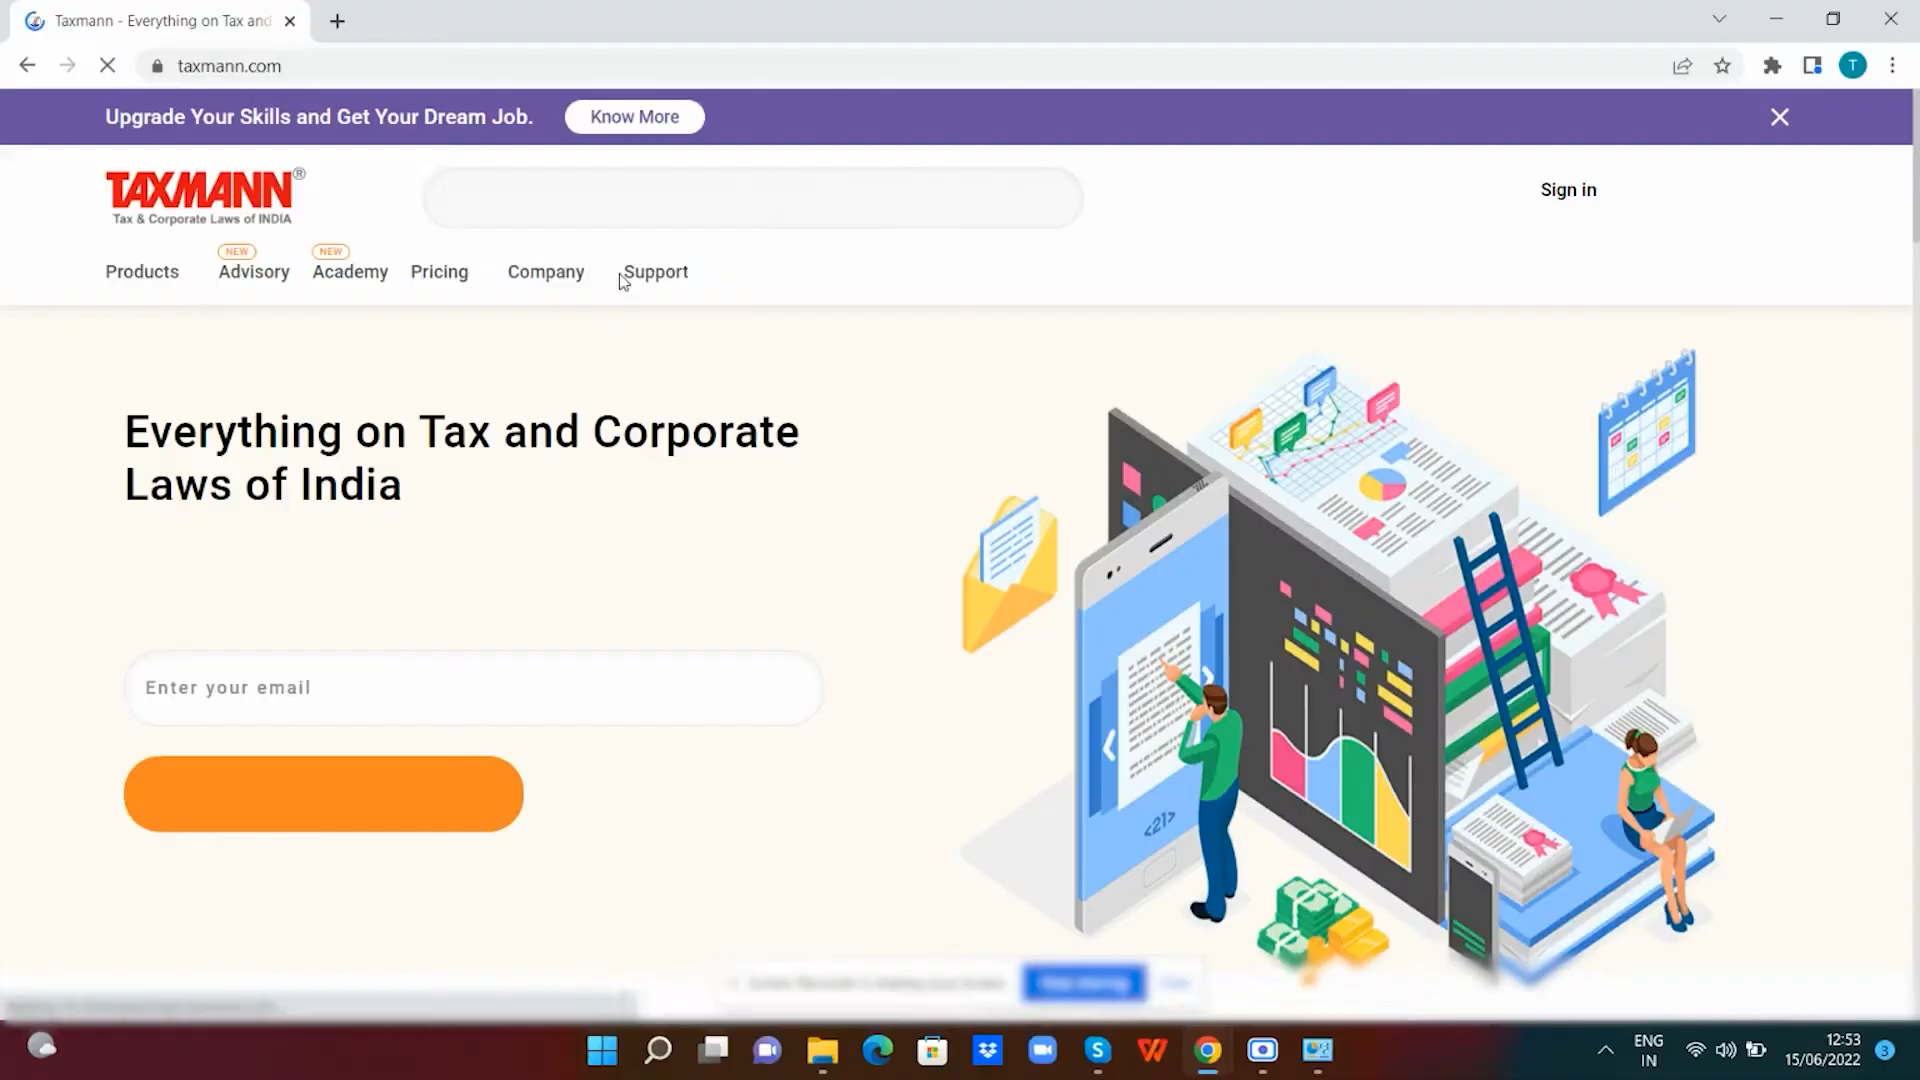 Taxmann - Everything on Tax and
taxmann.com
T
Upgrade Your Skills and Get Your Dream Job.
Know More
TAXMANN®
Tax & Corporate Laws of INDIA
Sign in
NEW
NEW
Products
Advisory
Academy
Pricing
Company
Support
Everything on Tax and Corporate
Laws of India
Enter your email
<21>
ENG
IN
12:53
15/06/2022
3